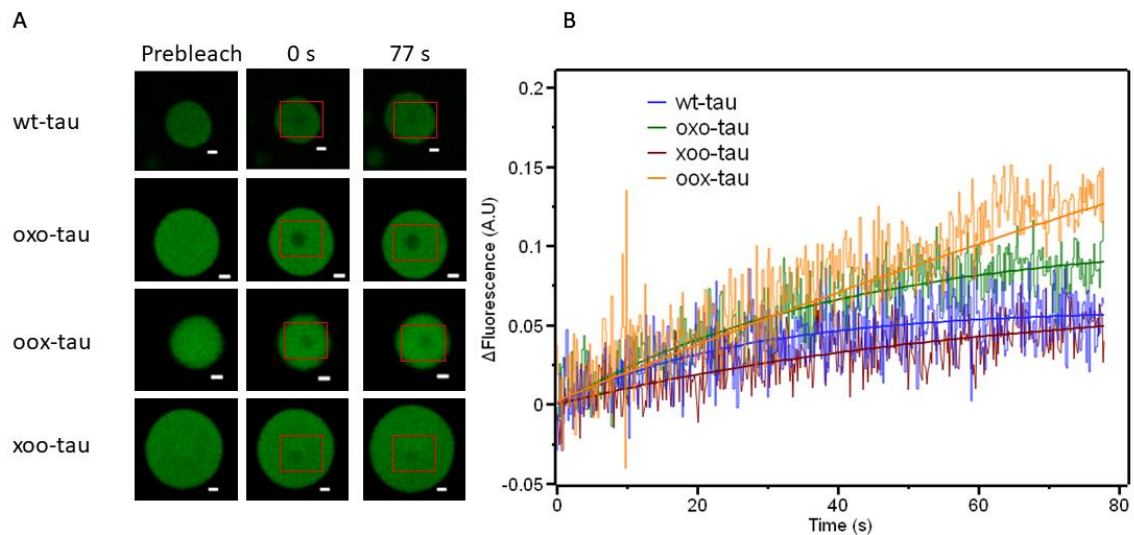 A
Prebleach 0 s 77 s
wt-tau
oxo-tau
oox-tau
xoo-tau
B
0.2
0.15
0.1
0.05
0
-0.05
ΔFluorescence (A.U)
wt-tau
oxo-tau
xoo-tau
oox-tau
0 20 40 60 80
Time (s)